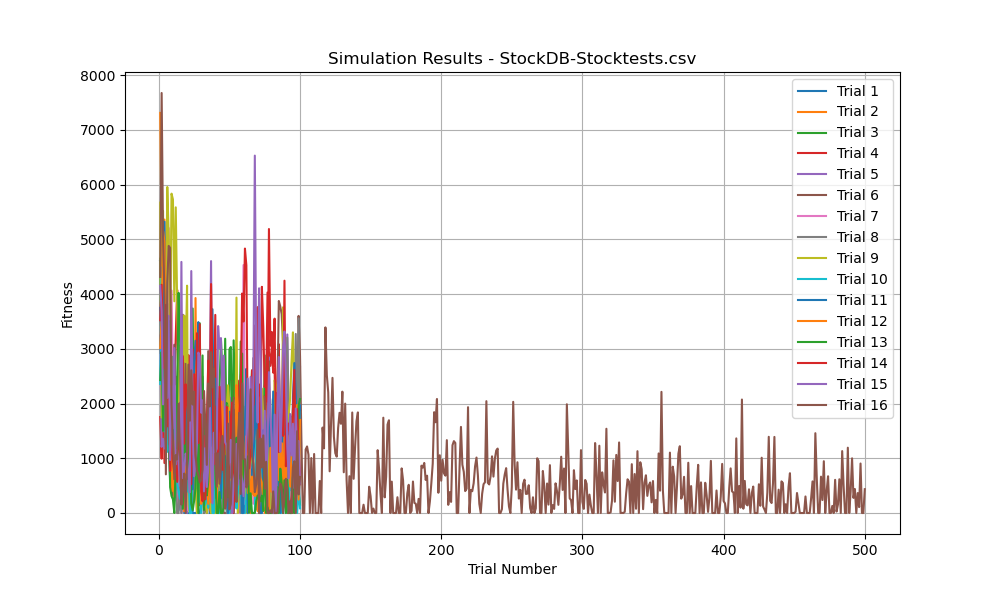 Simulation Results - StockDB-Stocktests.csv
8000
7000
6000
5000
4000
3000
2000
1000
0
Fitness
0
100
200
300
400
500
Trial Number
Trial 1
Trial 2
Trial 3
Trial 4
Trial 5
Trial 6
Trial 7
Trial 8
Trial 9
Trial 10
Trial 11
Trial 12
Trial 13
Trial 14
Trial 15
Trial 16